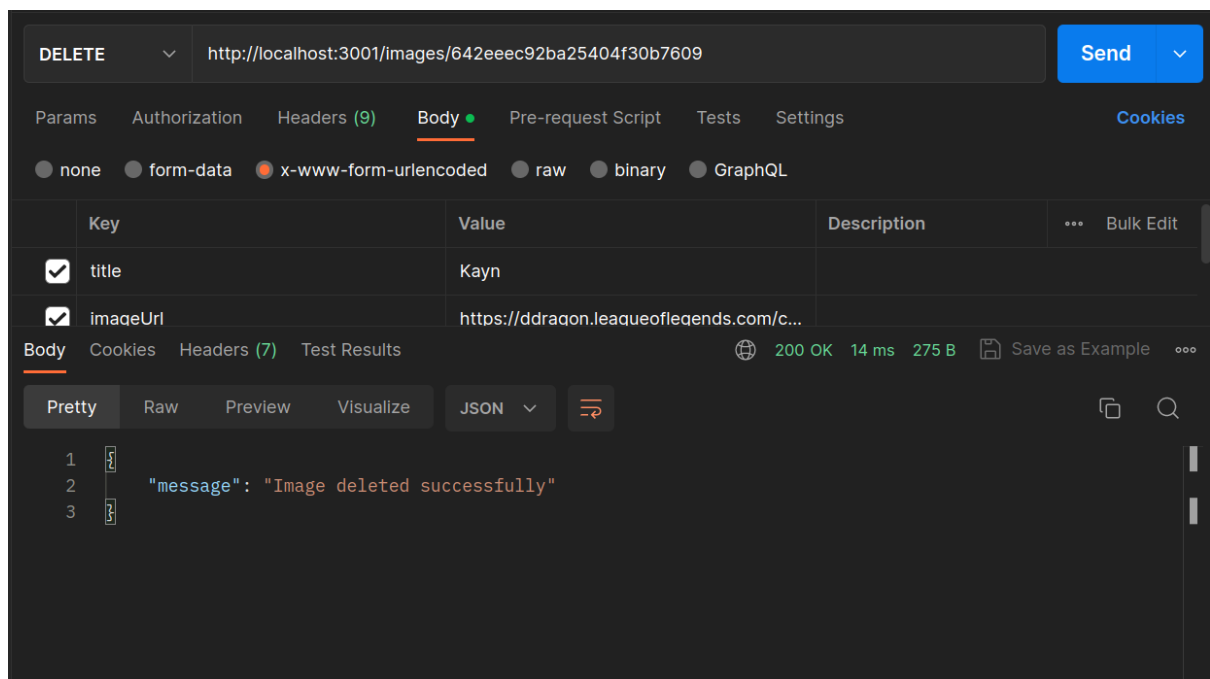 DELETE http://localhost:3001/images/642eeec92ba25404f30b7609 Send
Params Authorization Headers (9) Body Pre-request Script Tests Settings Cookies
none form-data x-www-form-urlencoded raw binary GraphQL
Key Value Description ooo Bulk Edit
title Kayn
imageUrl https://ddragon.leagueoflegends.com/c...
Body Cookies Headers (7) Test Results 200 OK 14 ms 275 B Save as Example ooo
Pretty Raw Preview Visualize JSON
1 {
2 "message": "Image deleted successfully"
3 }